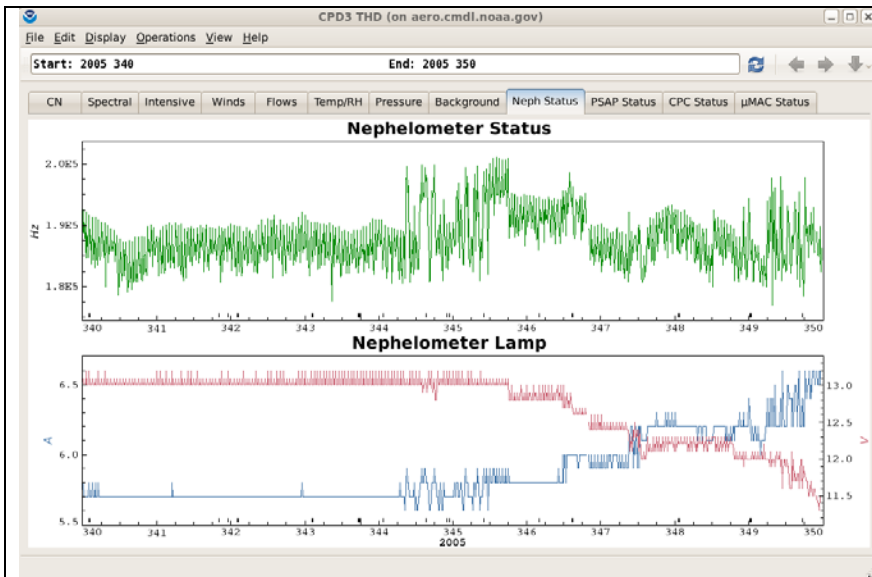 CPD3 THD (on aero.cmdl.noaa.gov)
File Edit Display Operations View Help
Start: 2005 340 End: 2005 350
CN Spectral Intensive Winds Flows Temp/RH Pressure Background Neph Status PSAP Status CPC Status µMAC Status
Nephelometer Status
2.0E5
1.9E5
1.8E5
Hz
340 341 342 343 344 345 346 347 348 349 350
Nephelometer Lamp
6.5
6.0
5.5
A
13.0
12.5
12.0
11.5
V
340 341 342 343 344 345 346 347 348 349 350
2005